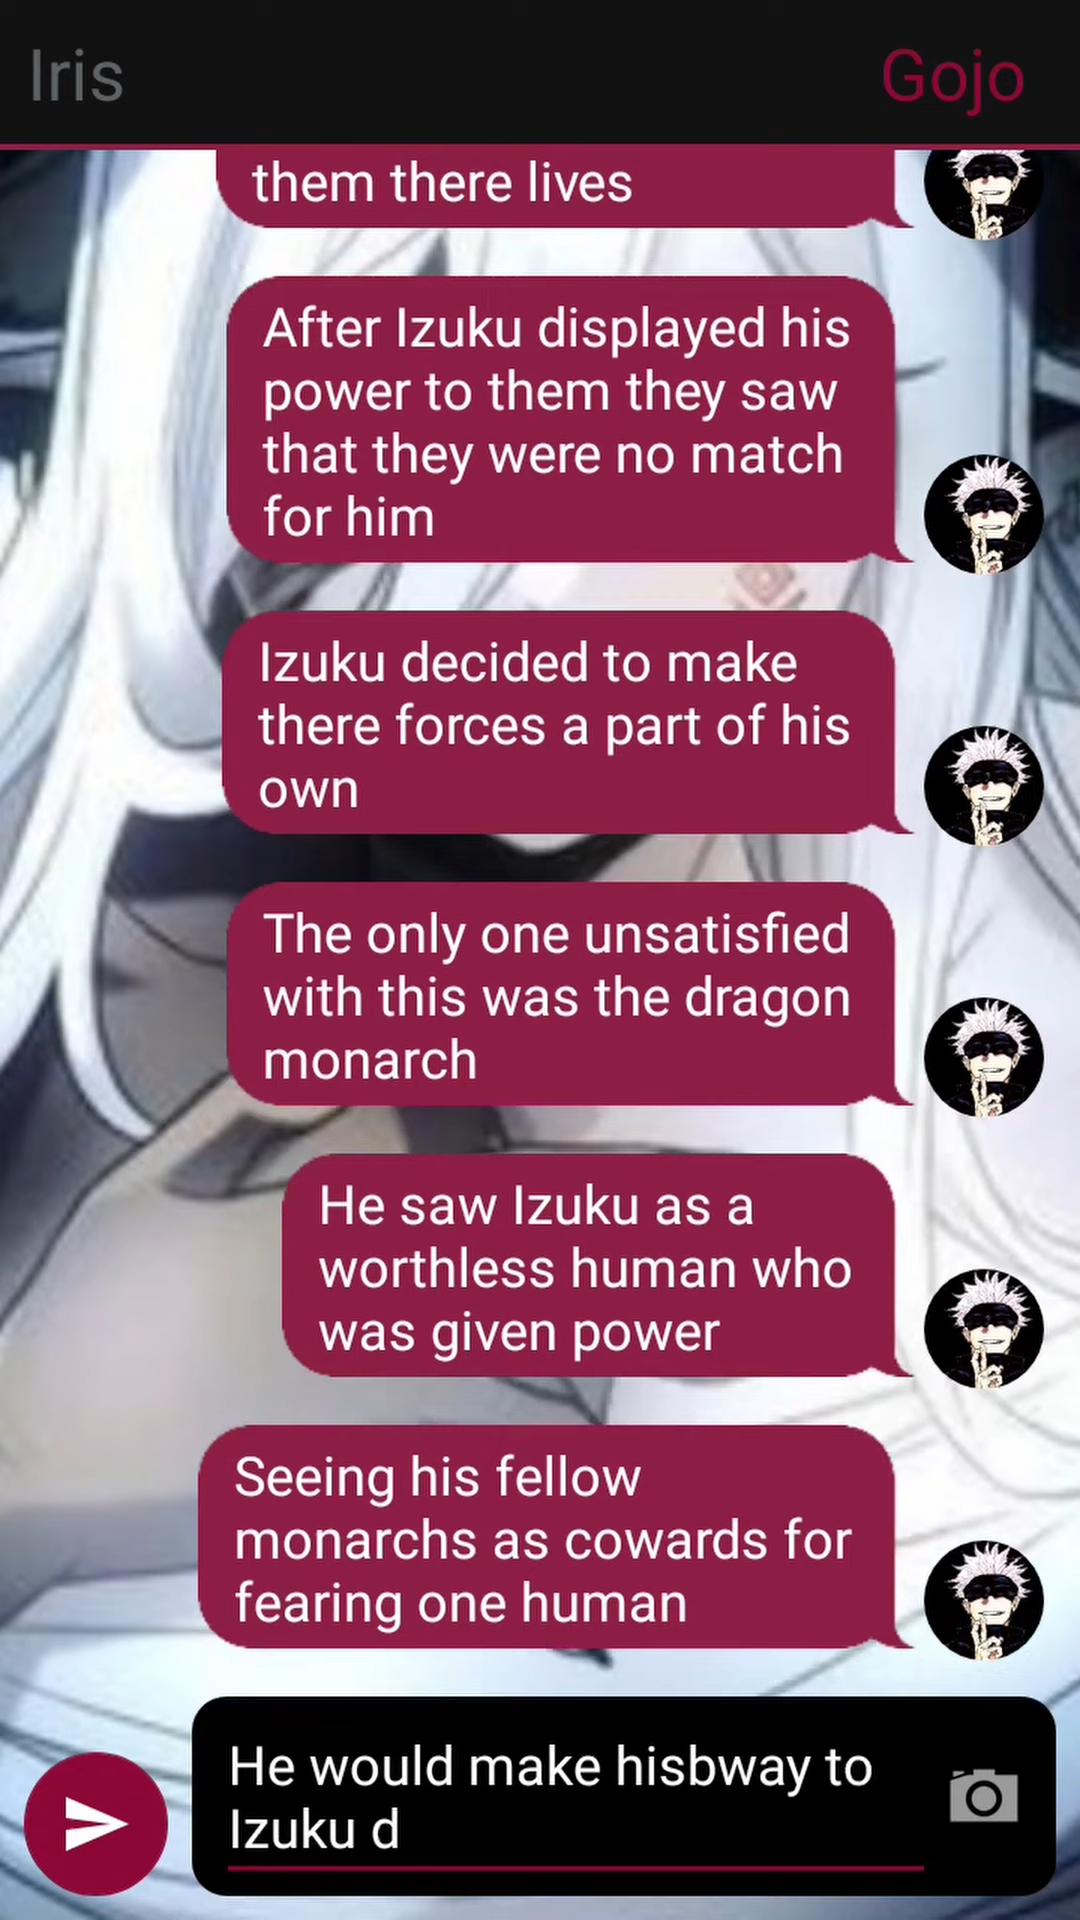 Iris
Gojo
them there lives
After Izuku displayed his
power to them they saw
that they were no match
for him
Izuku decided to make
there forces a part of his
own
The only one unsatisfied
with this was the dragon
monarch
He saw Izuku as a
worthless human who
was given power
Seeing his fellow
monarchs as cowards for
fearing one human
He would make hisbway to
Izuku d